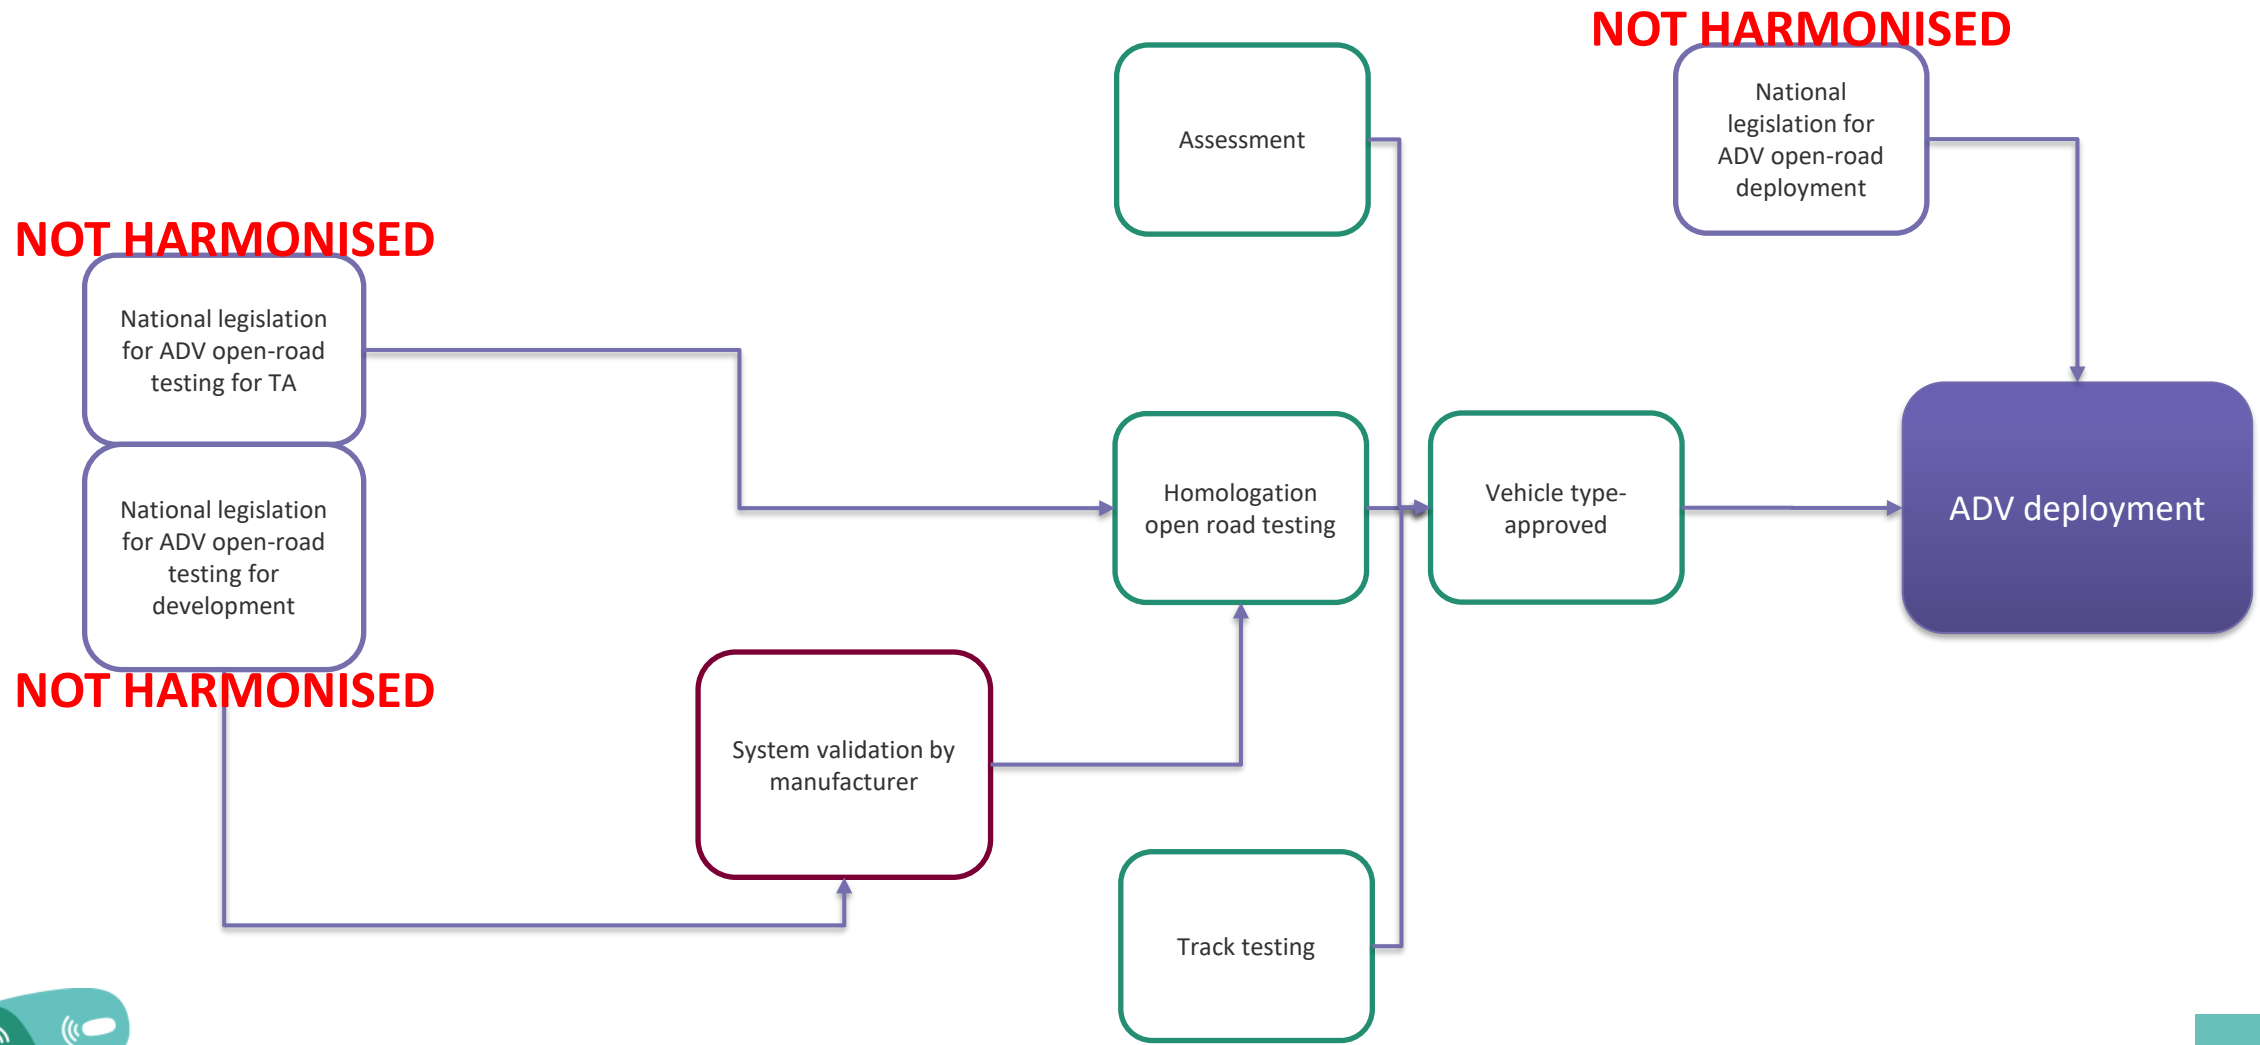 NOT HARMONISED
National
legislation for
ADV open-road
deployment
Assessment
NOT HARMONISED
National legislation
for ADV open-road
testing for TA
National legislation
for ADV open-road
testing for
development
NOT HARMONISED
Homologation
open road testing
Vehicle type-
approved
ADV deployment
System validation by
manufacturer
Track testing